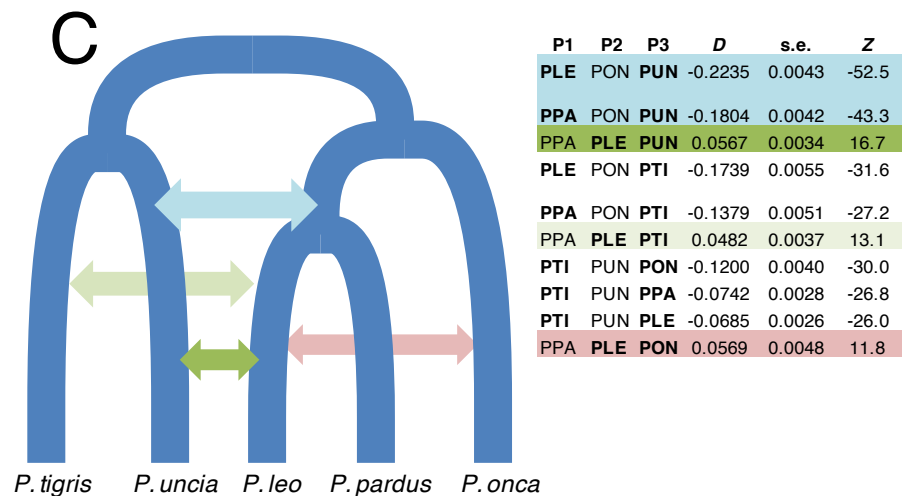 C
P1 P2 P3 D s.e. Z
PLE PON PUN -0.2235 0.0043 -52.5
PPA PON PUN -0.1804 0.0042 -43.3
PPA PLE PUN 0.0567 0.0034 16.7
PLE PON PTI -0.1739 0.0055 -31.6
PPA PON PTI -0.1379 0.0051 -27.2
PPA PLE PTI 0.0482 0.0037 13.1
PTI PUN PON -0.1200 0.0040 -30.0
PTI PUN PPA -0.0742 0.0028 -26.8
PTI PUN PLE -0.0685 0.0026 -26.0
PPA PLE PON 0.0569 0.0048 11.8
P. tigris P. uncia P. leo P. pardus P. onca